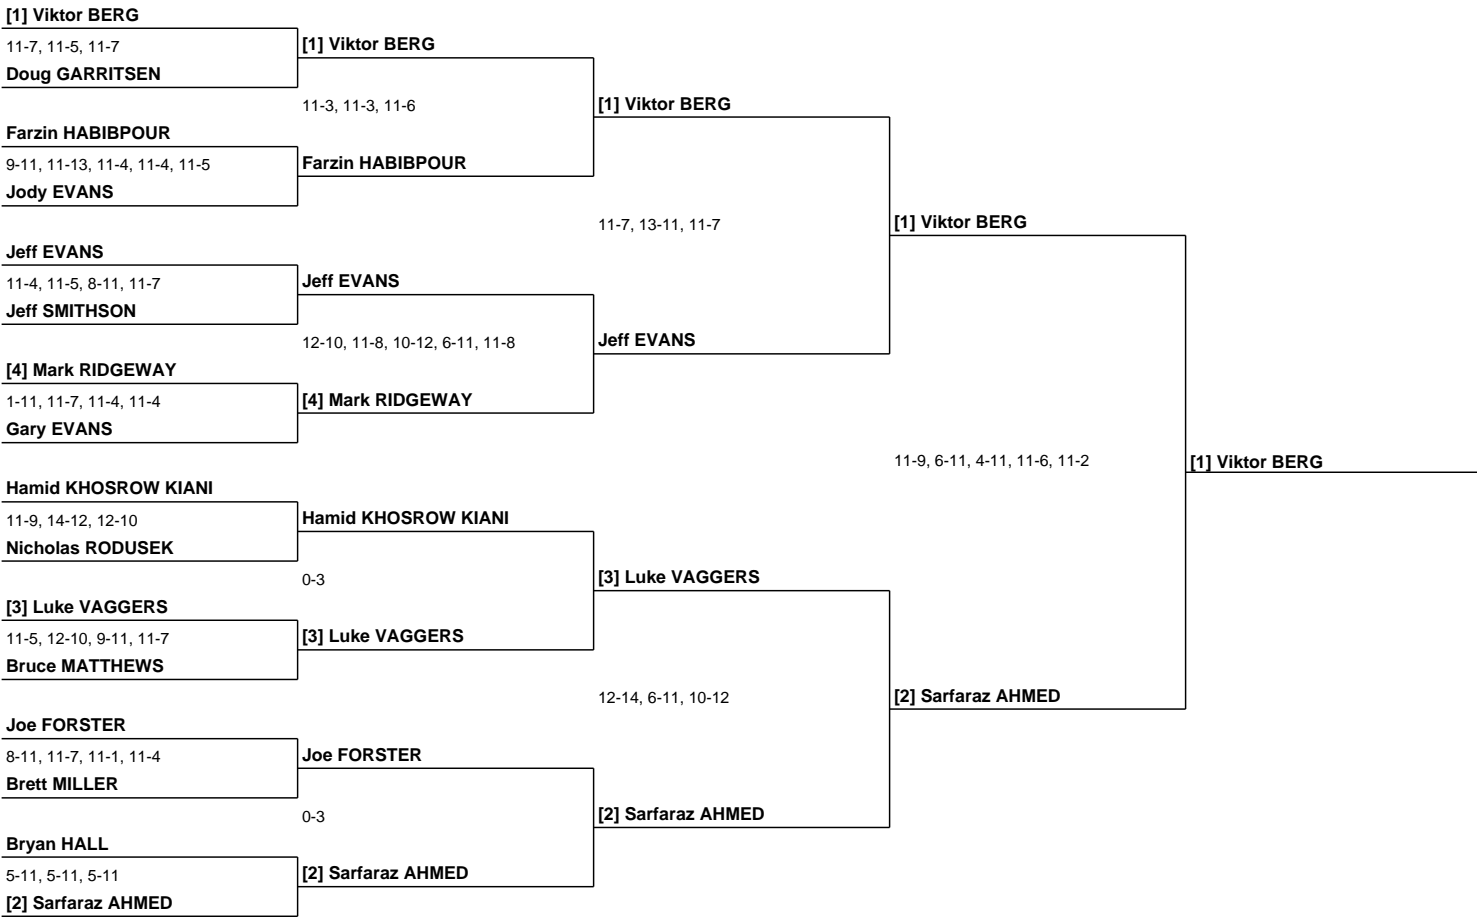 [1] Viktor BERG
11-7, 11-5, 11-7
Doug GARRITSEN
Farzin HABIBPOUR
9-11, 11-13, 11-4, 11-4, 11-5
Jody EVANS
Jeff EVANS
11-4, 11-5, 8-11, 11-7
Jeff SMITHSON
[4] Mark RIDGEWAY
1-11, 11-7, 11-4, 11-4
Gary EVANS
Hamid KHOSROW KIANI
11-9, 14-12, 12-10
Nicholas RODUSEK
[3] Luke VAGGERS
11-5, 12-10, 9-11, 11-7
Bruce MATTHEWS
Joe FORSTER
8-11, 11-7, 11-1, 11-4
Brett MILLER
Bryan HALL
5-11, 5-11, 5-11
[2] Sarfaraz AHMED
[1] Viktor BERG
11-3, 11-3, 11-6
Farzin HABIBPOUR
Jeff EVANS
12-10, 11-8, 10-12, 6-11, 11-8
[4] Mark RIDGEWAY
Hamid KHOSROW KIANI
0-3
[3] Luke VAGGERS
Joe FORSTER
0-3
[2] Sarfaraz AHMED
[1] Viktor BERG
11-7, 13-11, 11-7
Jeff EVANS
[3] Luke VAGGERS
12-14, 6-11, 10-12
[2] Sarfaraz AHMED
[1] Viktor BERG
11-9, 6-11, 4-11, 11-6, 11-2
[2] Sarfaraz AHMED
[1] Viktor BERG